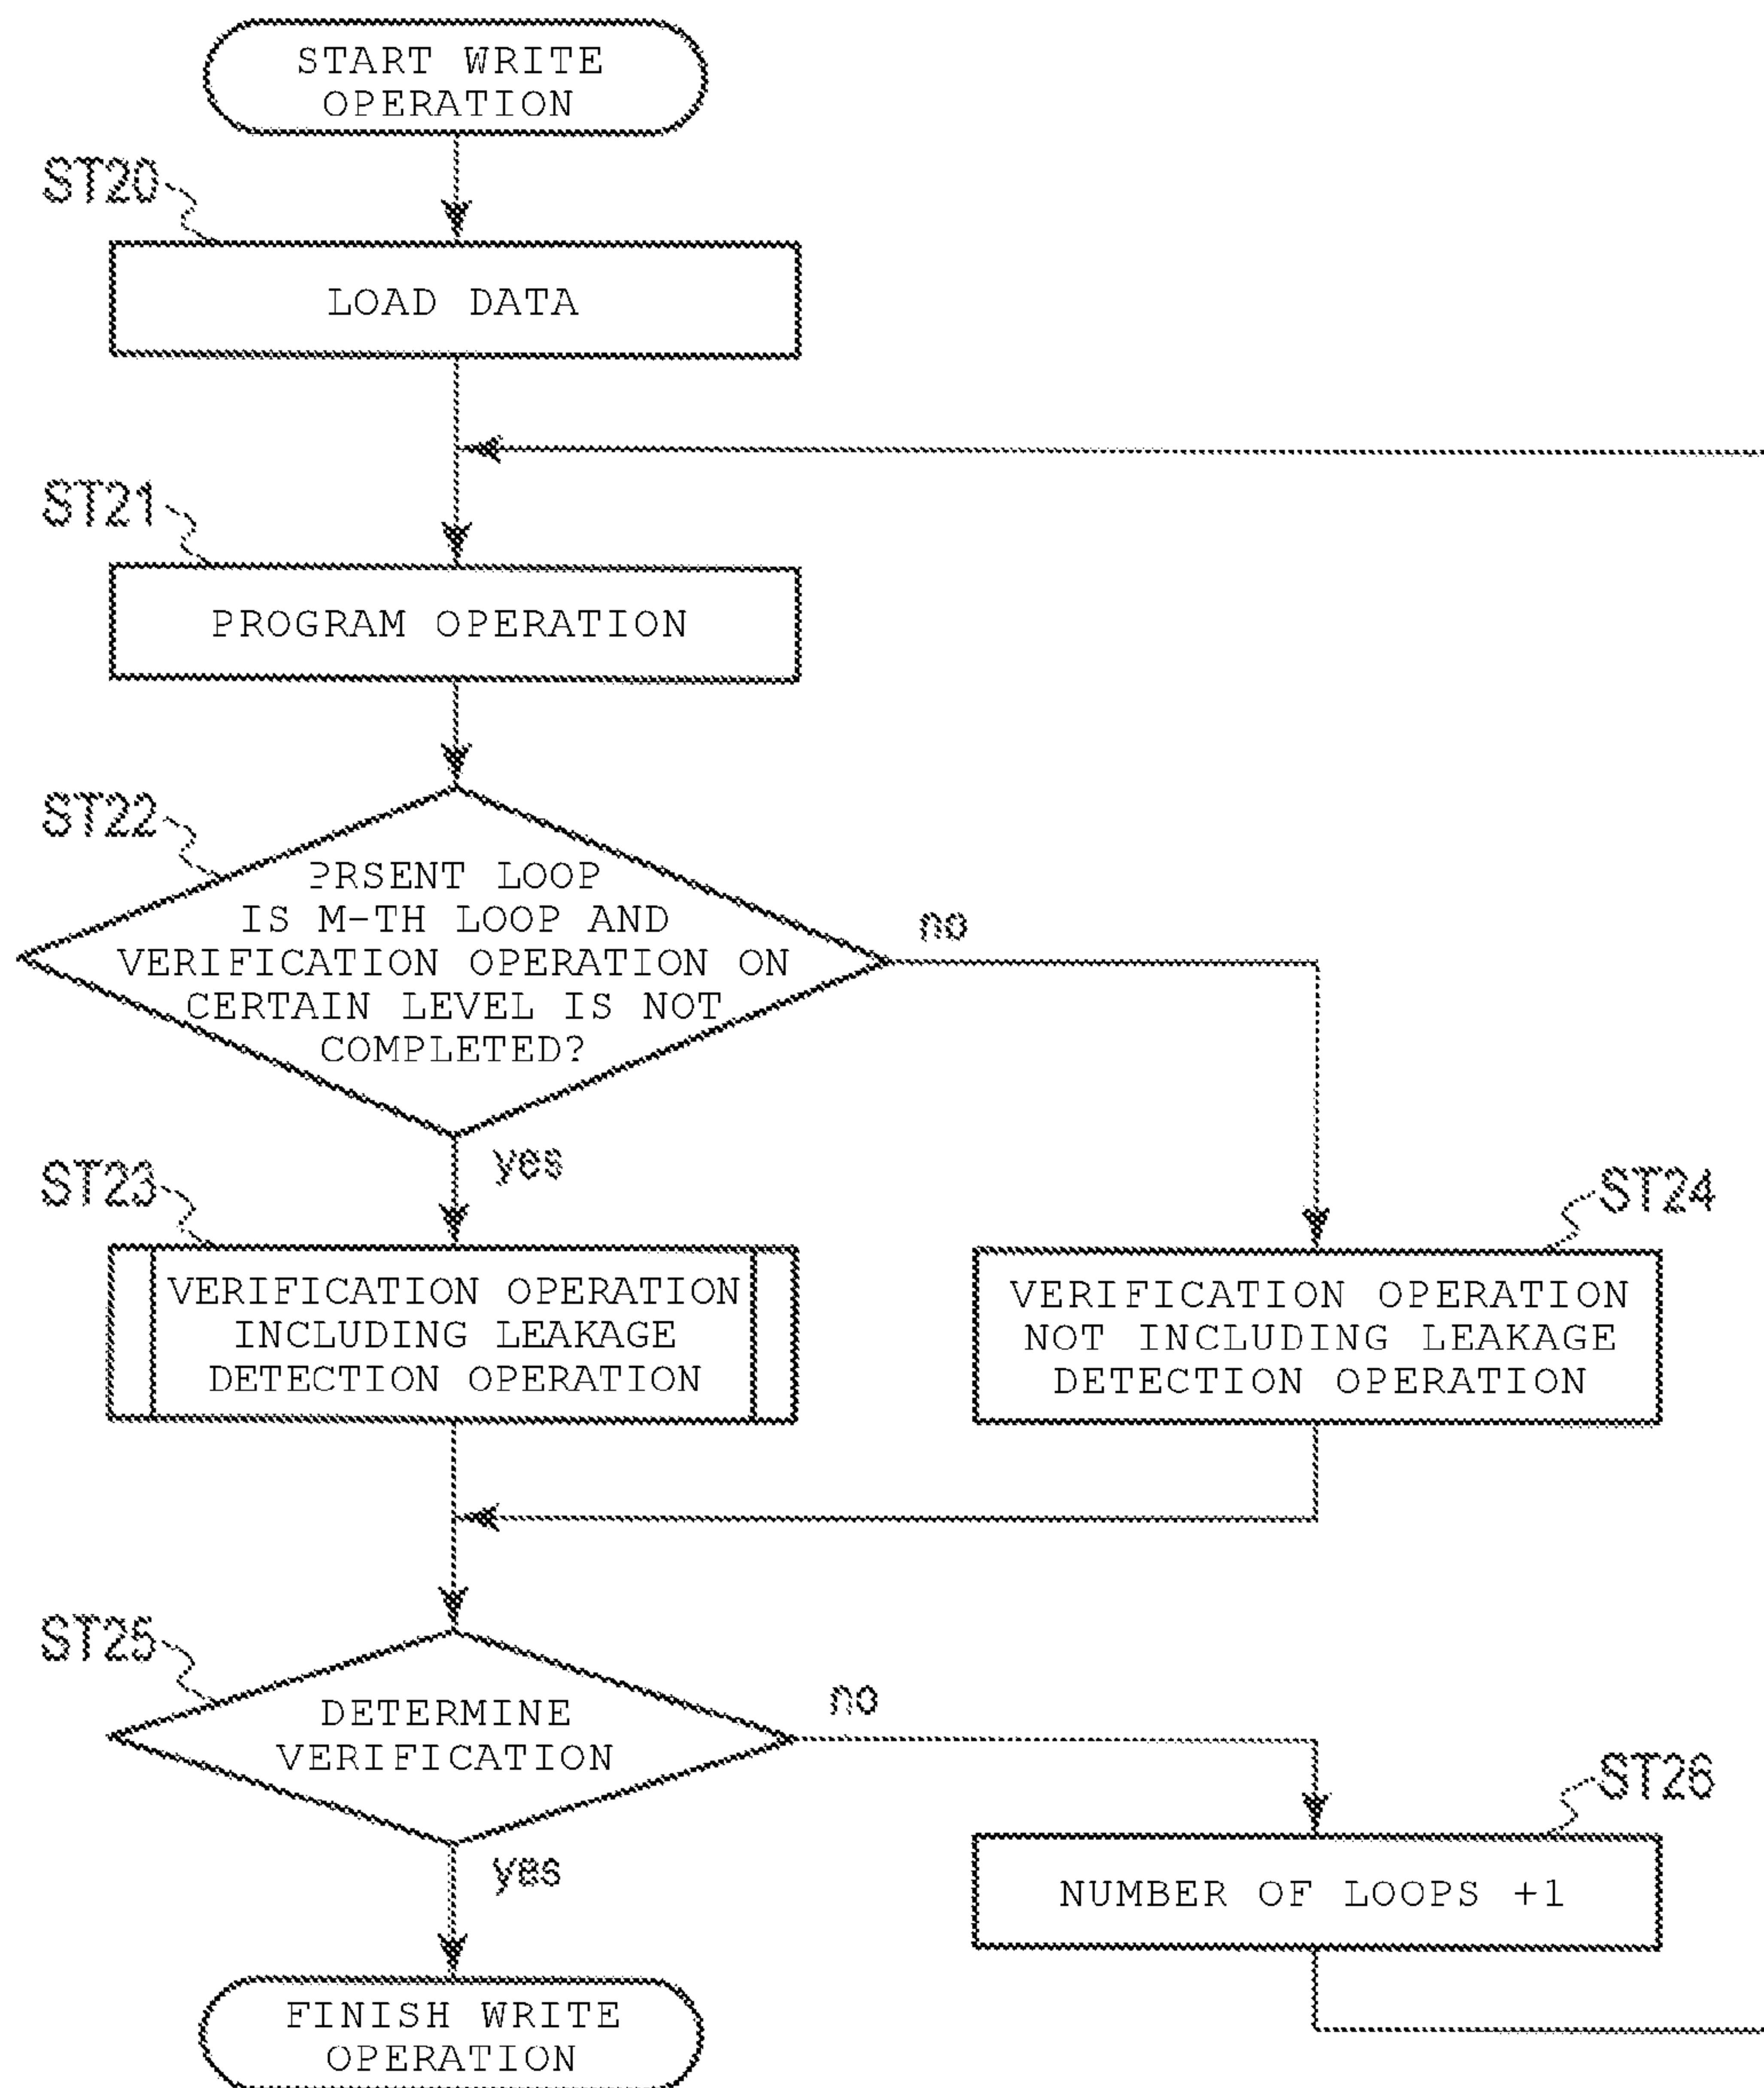 START WRITE
OPERATION
ST20
LOAD DATA
ST21
PROGRAM OPERATION
ST22
PRSENT LOOP
IS M-TH LOOP AND
VERIFICATION OPERATION ON
CERTAIN LEVEL IS NOT
COMPLETED?
no
yes
ST23
VERIFICATION OPERATION
INCLUDING LEAKAGE
DETECTION OPERATION
ST24
VERIFICATION OPERATION
NOT INCLUDING LEAKAGE
DETECTION OPERATION
ST25
DETERMINE
VERIFICATION
no
yes
ST26
NUMBER OF LOOPS +1
FINISH WRITE
OPERATION